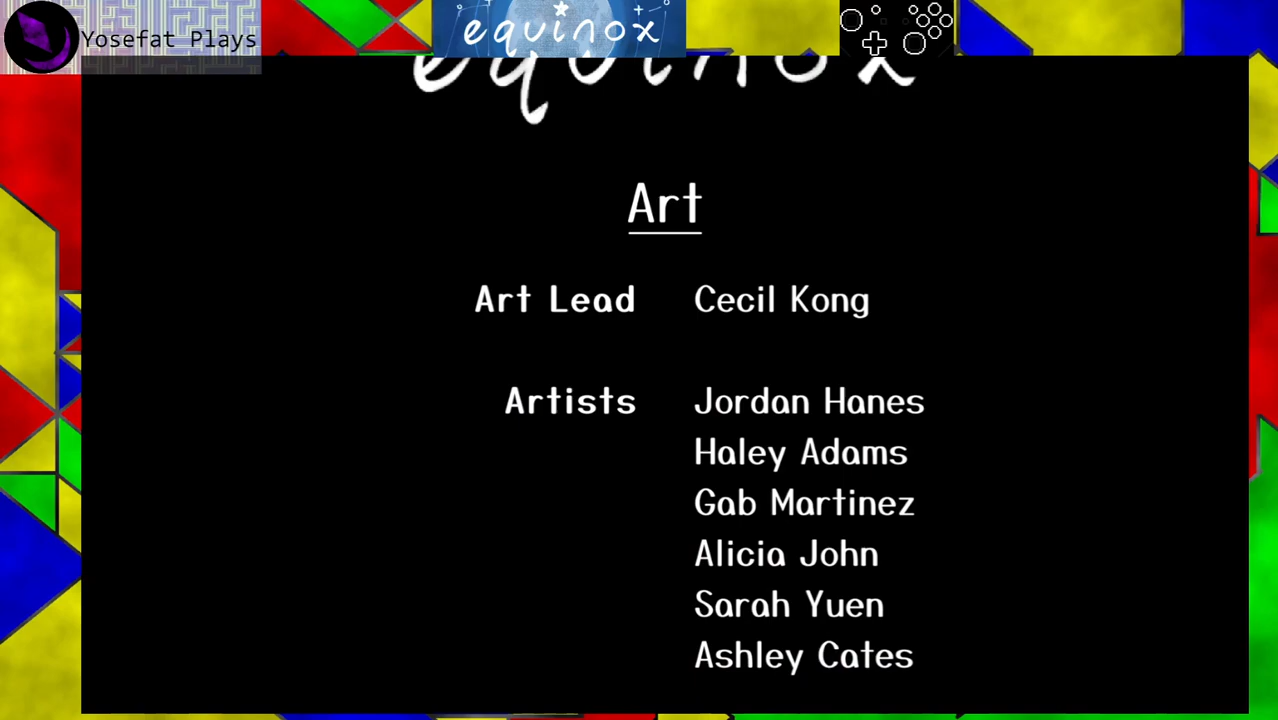 Yosefat Plays
equinox
equinox
Art
Art Lead Cecil Kong
Artists Jordan Hanes
Haley Adams
Gab Martinez
Alicia John
Sarah Yuen
Ashley Cates